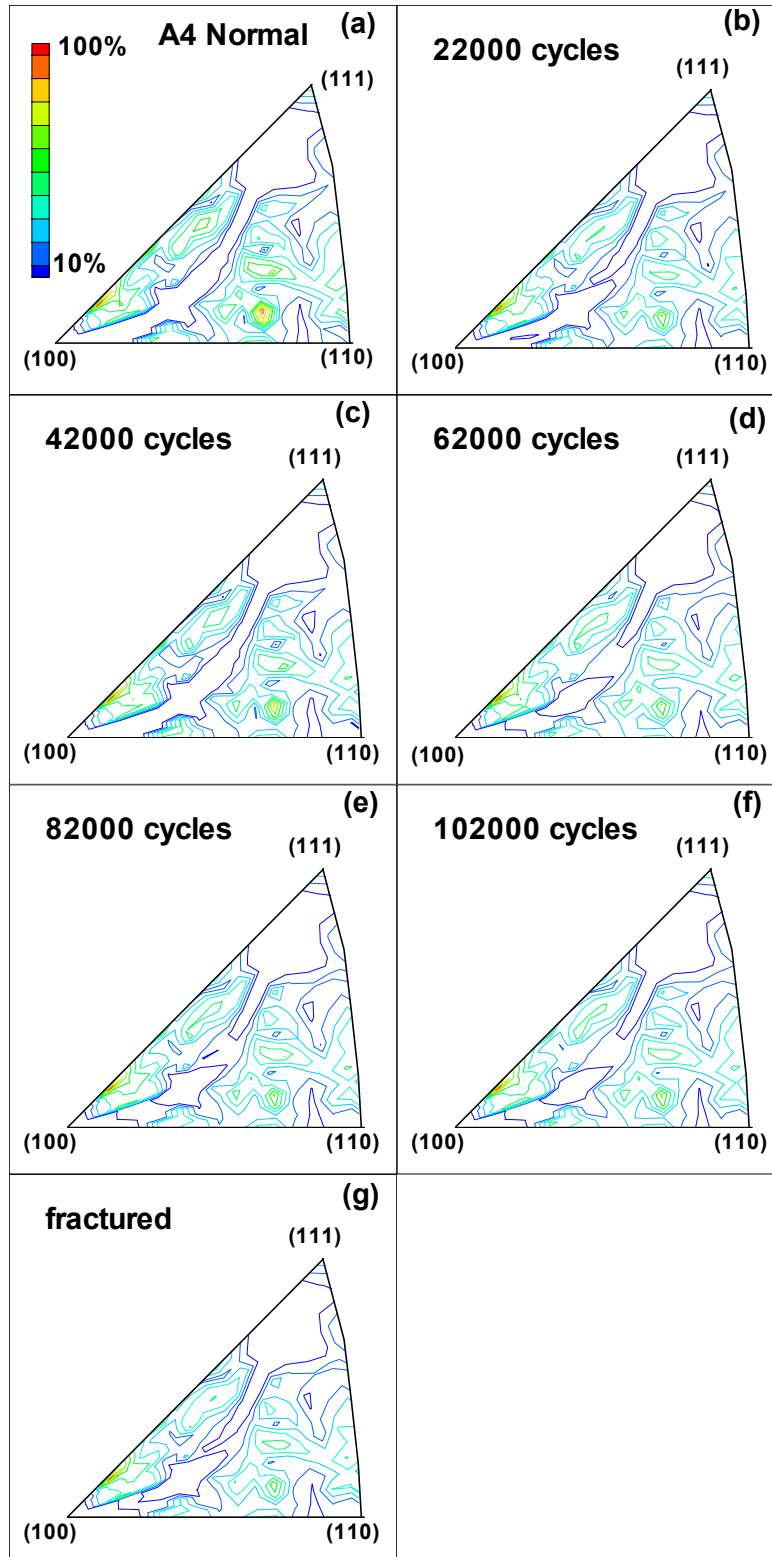 A4 Normal (a)
100%
10%
(111)
(100) (110)
22000 cycles (b)
(111)
(100) (110)
42000 cycles (c)
(111)
(100) (110)
62000 cycles (d)
(111)
(100) (110)
82000 cycles (e)
(111)
(100) (110)
102000 cycles (f)
(111)
(100) (110)
fractured (g)
(111)
(100) (110)